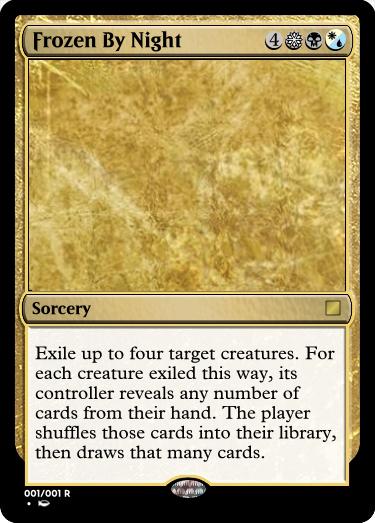 Frozen By Night 4
Sorcery
Exile up to four target creatures. For
each creature exiled this way, its
controller reveals any number of
cards from their hand. The player
shuffles those cards into their library,
then draws that many cards.
001/001 R